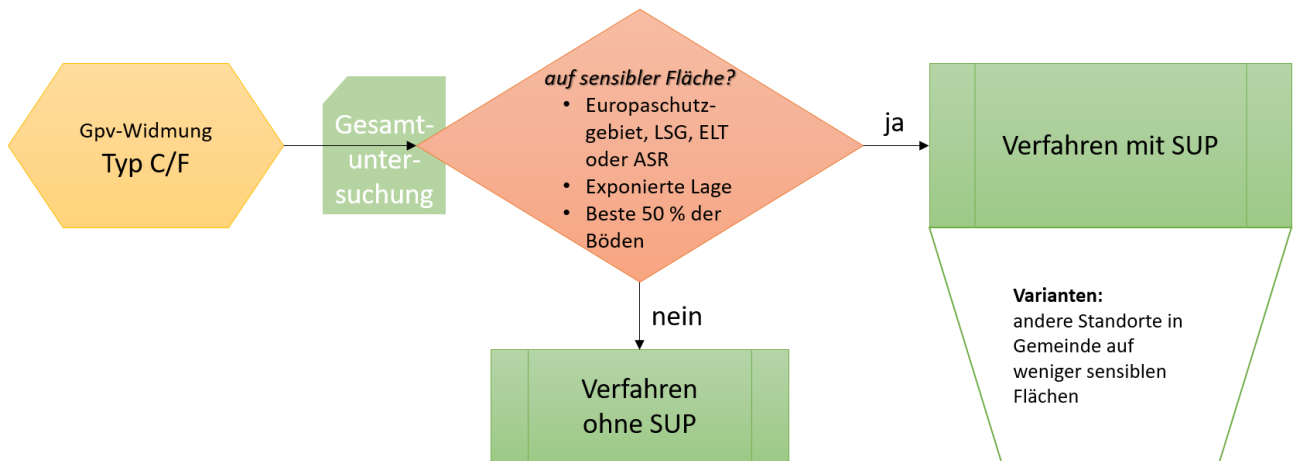 Gpv-Widmung
Typ C/F
Gesamt-
unter-
suchung
auf sensibler Fläche?
• Europaschutz-
gebiet, LSG, ELT
oder ASR
• Exponierte Lage
• Beste 50 % der
Böden
ja
Verfahren mit SUP
nein
Verfahren
ohne SUP
Varianten:
andere Standorte in
Gemeinde auf
weniger sensiblen
Flächen